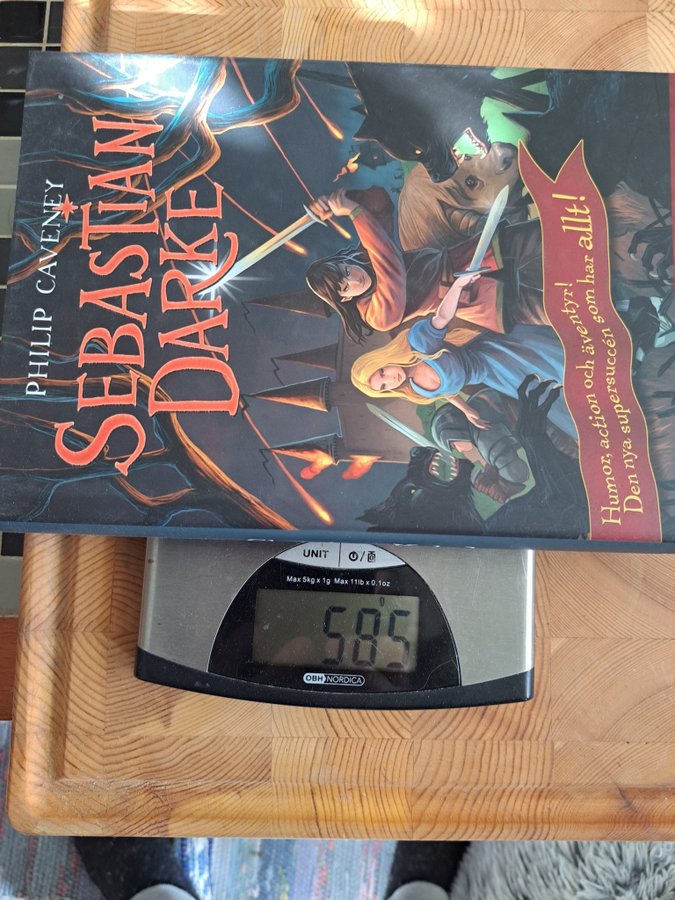 PHILIP CAVENEY
SEBASTIAN
DARKE
Humor, action och äventyr!
Den nya supersuccén som har allt!
UNIT
Max 5kg x 1g Max 11lb x 0.1oz
585
OBH NORDICA